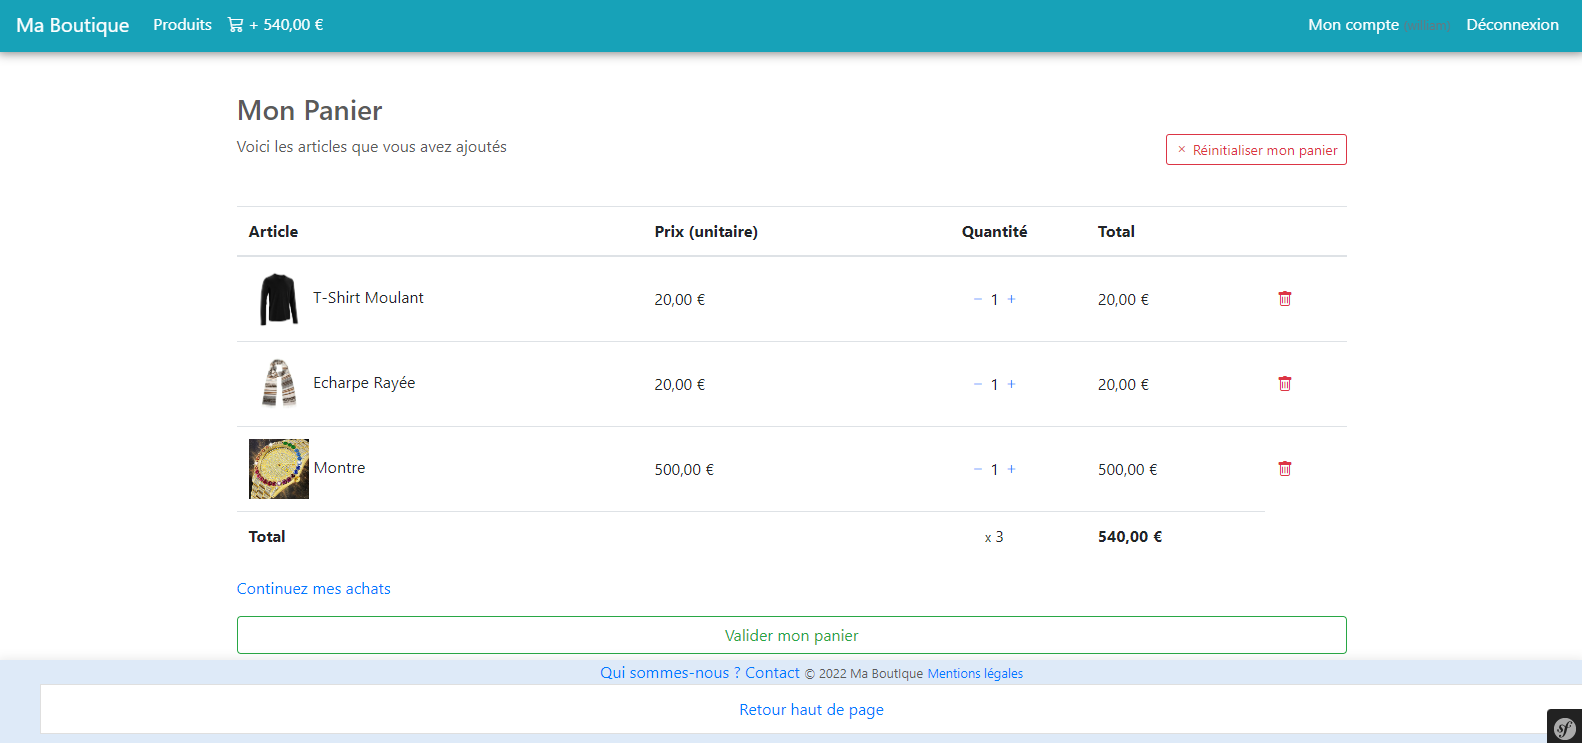 Ma Boutique Produits + 540,00 € Mon compte Déconnexion
Mon Panier
Voici les articles que vous avez ajoutés
× Réinitialiser mon panier
Article Prix (unitaire) Quantité Total
T-Shirt Moulant 20,00 € − 1 + 20,00 €
Echarpe Rayée 20,00 € − 1 + 20,00 €
Montre 500,00 € − 1 + 500,00 €
Total x 3 540,00 €
Continuez mes achats
Valider mon panier
Qui sommes-nous ? Contact © 2022 Ma Boutique Mentions légales
Retour haut de page
sf